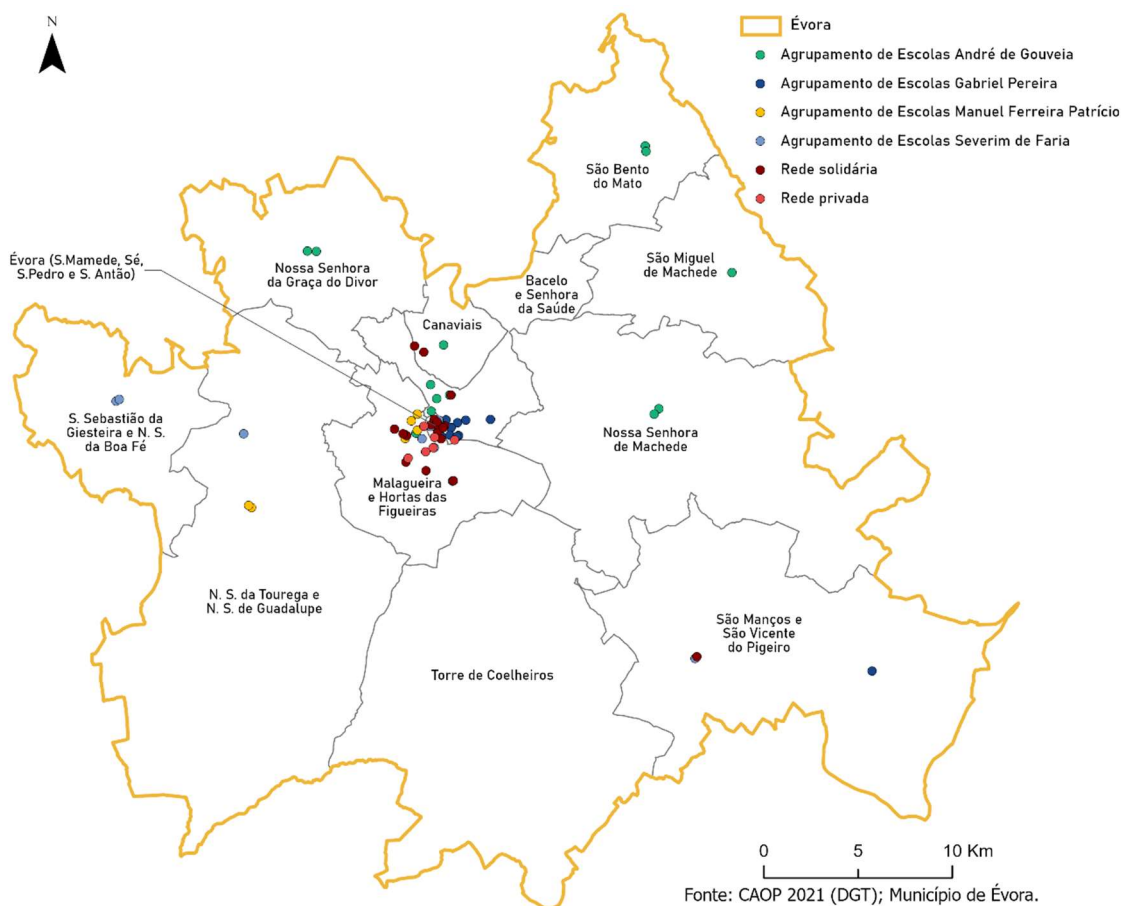 N
Évora
Agrupamento de Escolas André de Gouveia
Agrupamento de Escolas Gabriel Pereira
Agrupamento de Escolas Manuel Ferreira Patrício
Agrupamento de Escolas Severim de Faria
Rede solidária
Rede privada
São Bento
do Mato
São Miguel
de Machede
Évora (S.Mamede, Sé,
S.Pedro e S. Antão)
Nossa Senhora
da Graça do Divor
Bacelo
e Senhora
da Saúde
Canaviais
S. Sebastião da
Giesteira e N. S.
da Boa Fé
Nossa Senhora
de Machede
Malagueira
e Hortas das
Figueiras
N. S. da Tourega e
N. S. de Guadalupe
São Manços e
São Vicente
do Pigeiro
Torre de Coelheiros
0 5 10 Km
Fonte: CAOP 2021 (DGT); Município de Évora.